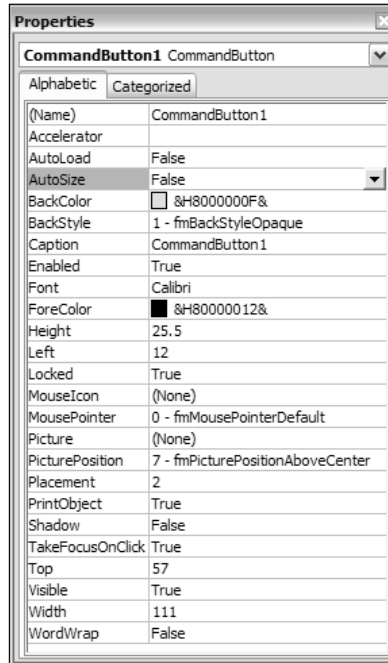 Properties
CommandButton1 CommandButton
Alphabetic Categorized
(Name) CommandButton1
Accelerator
AutoLoad False
AutoSize False
BackColor &H8000000F&
BackStyle 1 - fmBackStyleOpaque
Caption CommandButton1
Enabled True
Font Calibri
ForeColor &H80000012&
Height 25.5
Left 12
Locked True
MouseIcon (None)
MousePointer 0 - fmMousePointerDefault
Picture (None)
PicturePosition 7 - fmPicturePositionAboveCenter
Placement 2
PrintObject True
Shadow False
TakeFocusOnClick True
Top 57
Visible True
Width 111
WordWrap False